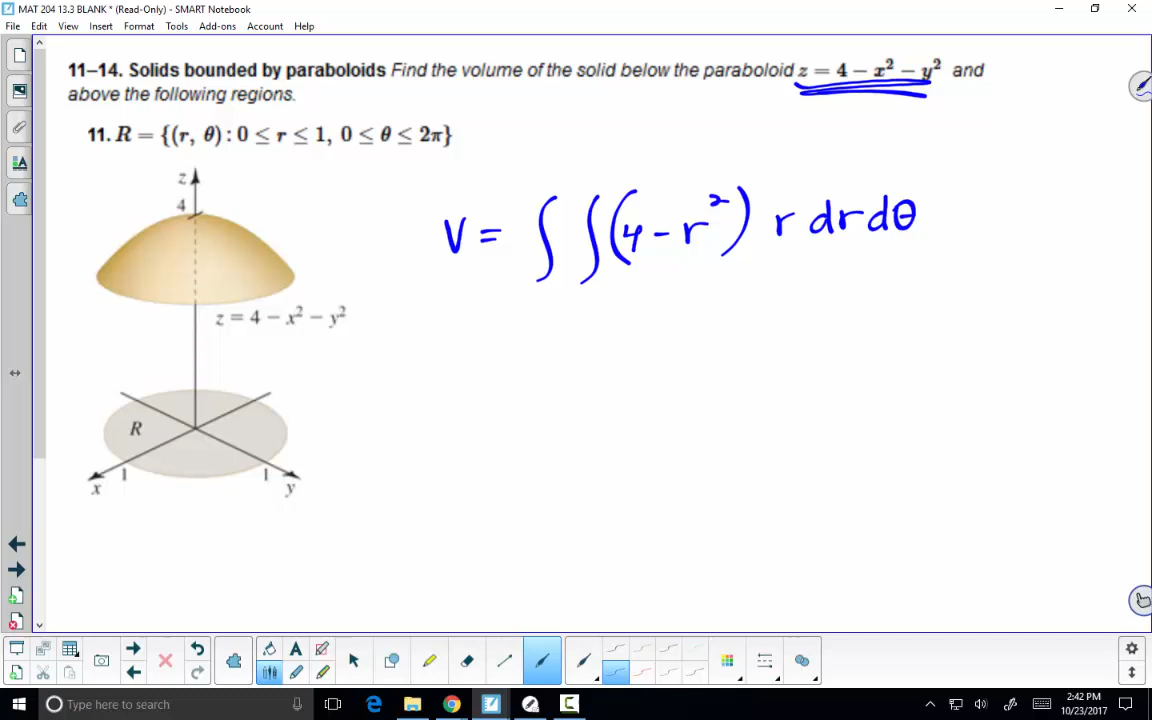 MAT 204 13.3 BLANK * (Read-Only) - SMART Notebook
File Edit View Insert Format Tools Add-ons Account Help
11–14. Solids bounded by paraboloids Find the volume of the solid below the paraboloid z = 4 − x² − y² and
above the following regions.
11. R = {(r, θ) : 0 ≤ r ≤ 1, 0 ≤ θ ≤ 2π}
V = ∫ ∫ (4 − r²) r dr dθ
z
4
z = 4 − x² − y²
R
1
1
x
y
A
Type here to search
2:42 PM
10/23/2017